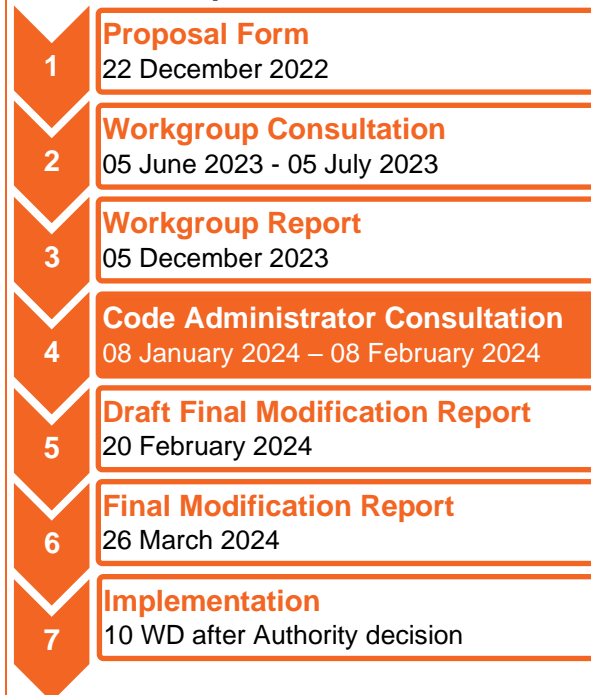 Proposal Form
1
22 December 2022
Workgroup Consultation
2
05 June 2023 - 05 July 2023
Workgroup Report
3
05 December 2023
Code Administrator Consultation
4
08 January 2024 – 08 February 2024
Draft Final Modification Report
5
20 February 2024
Final Modification Report
6
26 March 2024
Implementation
7
10 WD after Authority decision